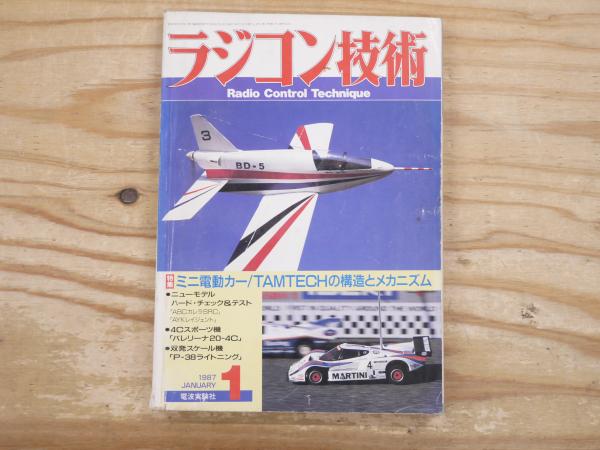 ラジコン技術
Radio Control Technique
3
BD-5
特集 ミニ電動カー/TAMTECHの構造とメカニズム
●ニューモデル
ハード・チェック&テスト
「ABCカレラSRC」
「AYKレイジェント」
●4Cスポーツ機
「バレリーナ20-4C」
●双発スケール機
「P-38ライトニング」
4
MARTINI
1987
JANUARY
1
電波実験社